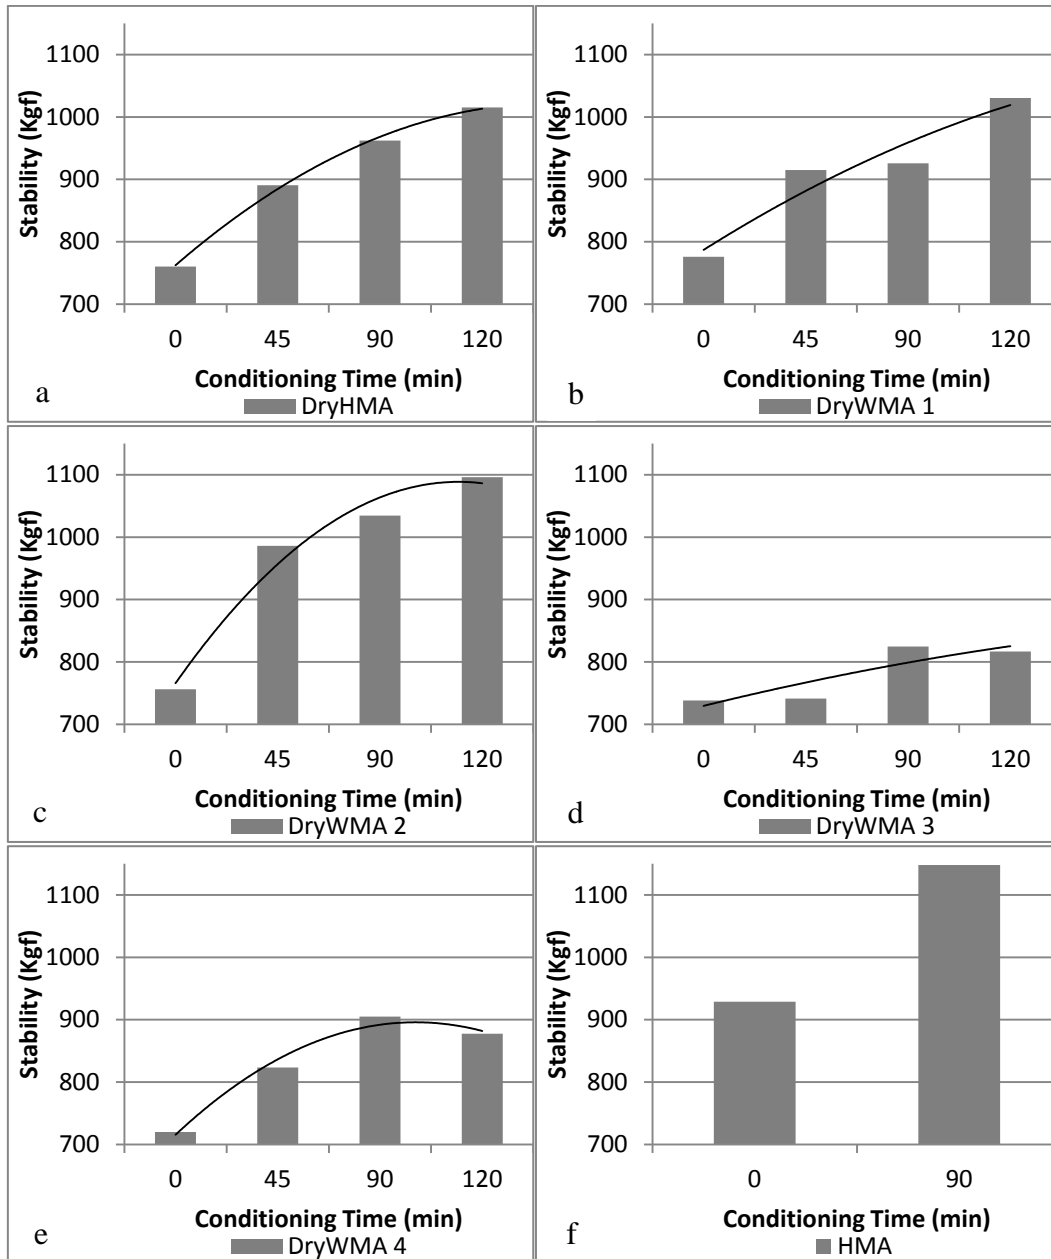 1100
1000
900
800
700
Stability (Kgf)
0 45 90 120
Conditioning Time (min)
a
DryHMA
1100
1000
900
800
700
Stability (Kgf)
0 45 90 120
Conditioning Time (min)
b
DryWMA 1
1100
1000
900
800
700
Stability (Kgf)
0 45 90 120
Conditioning Time (min)
c
DryWMA 2
1100
1000
900
800
700
Stability (Kgf)
0 45 90 120
Conditioning Time (min)
d
DryWMA 3
1100
1000
900
800
700
Stability (Kgf)
0 45 90 120
Conditioning Time (min)
e
DryWMA 4
1100
1000
900
800
700
Stability (Kgf)
0 90
Conditioning Time (min)
f
HMA